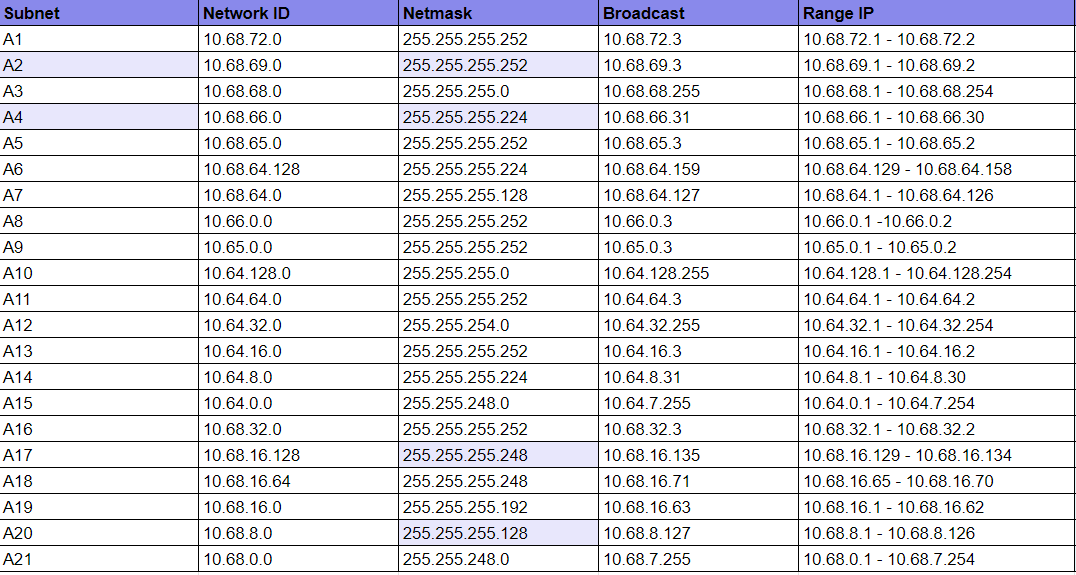 Subnet Network ID Netmask Broadcast Range IP
A1 10.68.72.0 255.255.255.252 10.68.72.3 10.68.72.1 - 10.68.72.2
A2 10.68.69.0 255.255.255.252 10.68.69.3 10.68.69.1 - 10.68.69.2
A3 10.68.68.0 255.255.255.0 10.68.68.255 10.68.68.1 - 10.68.68.254
A4 10.68.66.0 255.255.255.224 10.68.66.31 10.68.66.1 - 10.68.66.30
A5 10.68.65.0 255.255.255.252 10.68.65.3 10.68.65.1 - 10.68.65.2
A6 10.68.64.128 255.255.255.224 10.68.64.159 10.68.64.129 - 10.68.64.158
A7 10.68.64.0 255.255.255.128 10.68.64.127 10.68.64.1 - 10.68.64.126
A8 10.66.0.0 255.255.255.252 10.66.0.3 10.66.0.1 -10.66.0.2
A9 10.65.0.0 255.255.255.252 10.65.0.3 10.65.0.1 - 10.65.0.2
A10 10.64.128.0 255.255.255.0 10.64.128.255 10.64.128.1 - 10.64.128.254
A11 10.64.64.0 255.255.255.252 10.64.64.3 10.64.64.1 - 10.64.64.2
A12 10.64.32.0 255.255.254.0 10.64.32.255 10.64.32.1 - 10.64.32.254
A13 10.64.16.0 255.255.255.252 10.64.16.3 10.64.16.1 - 10.64.16.2
A14 10.64.8.0 255.255.255.224 10.64.8.31 10.64.8.1 - 10.64.8.30
A15 10.64.0.0 255.255.248.0 10.64.7.255 10.64.0.1 - 10.64.7.254
A16 10.68.32.0 255.255.255.252 10.68.32.3 10.68.32.1 - 10.68.32.2
A17 10.68.16.128 255.255.255.248 10.68.16.135 10.68.16.129 - 10.68.16.134
A18 10.68.16.64 255.255.255.248 10.68.16.71 10.68.16.65 - 10.68.16.70
A19 10.68.16.0 255.255.255.192 10.68.16.63 10.68.16.1 - 10.68.16.62
A20 10.68.8.0 255.255.255.128 10.68.8.127 10.68.8.1 - 10.68.8.126
A21 10.68.0.0 255.255.248.0 10.68.7.255 10.68.0.1 - 10.68.7.254